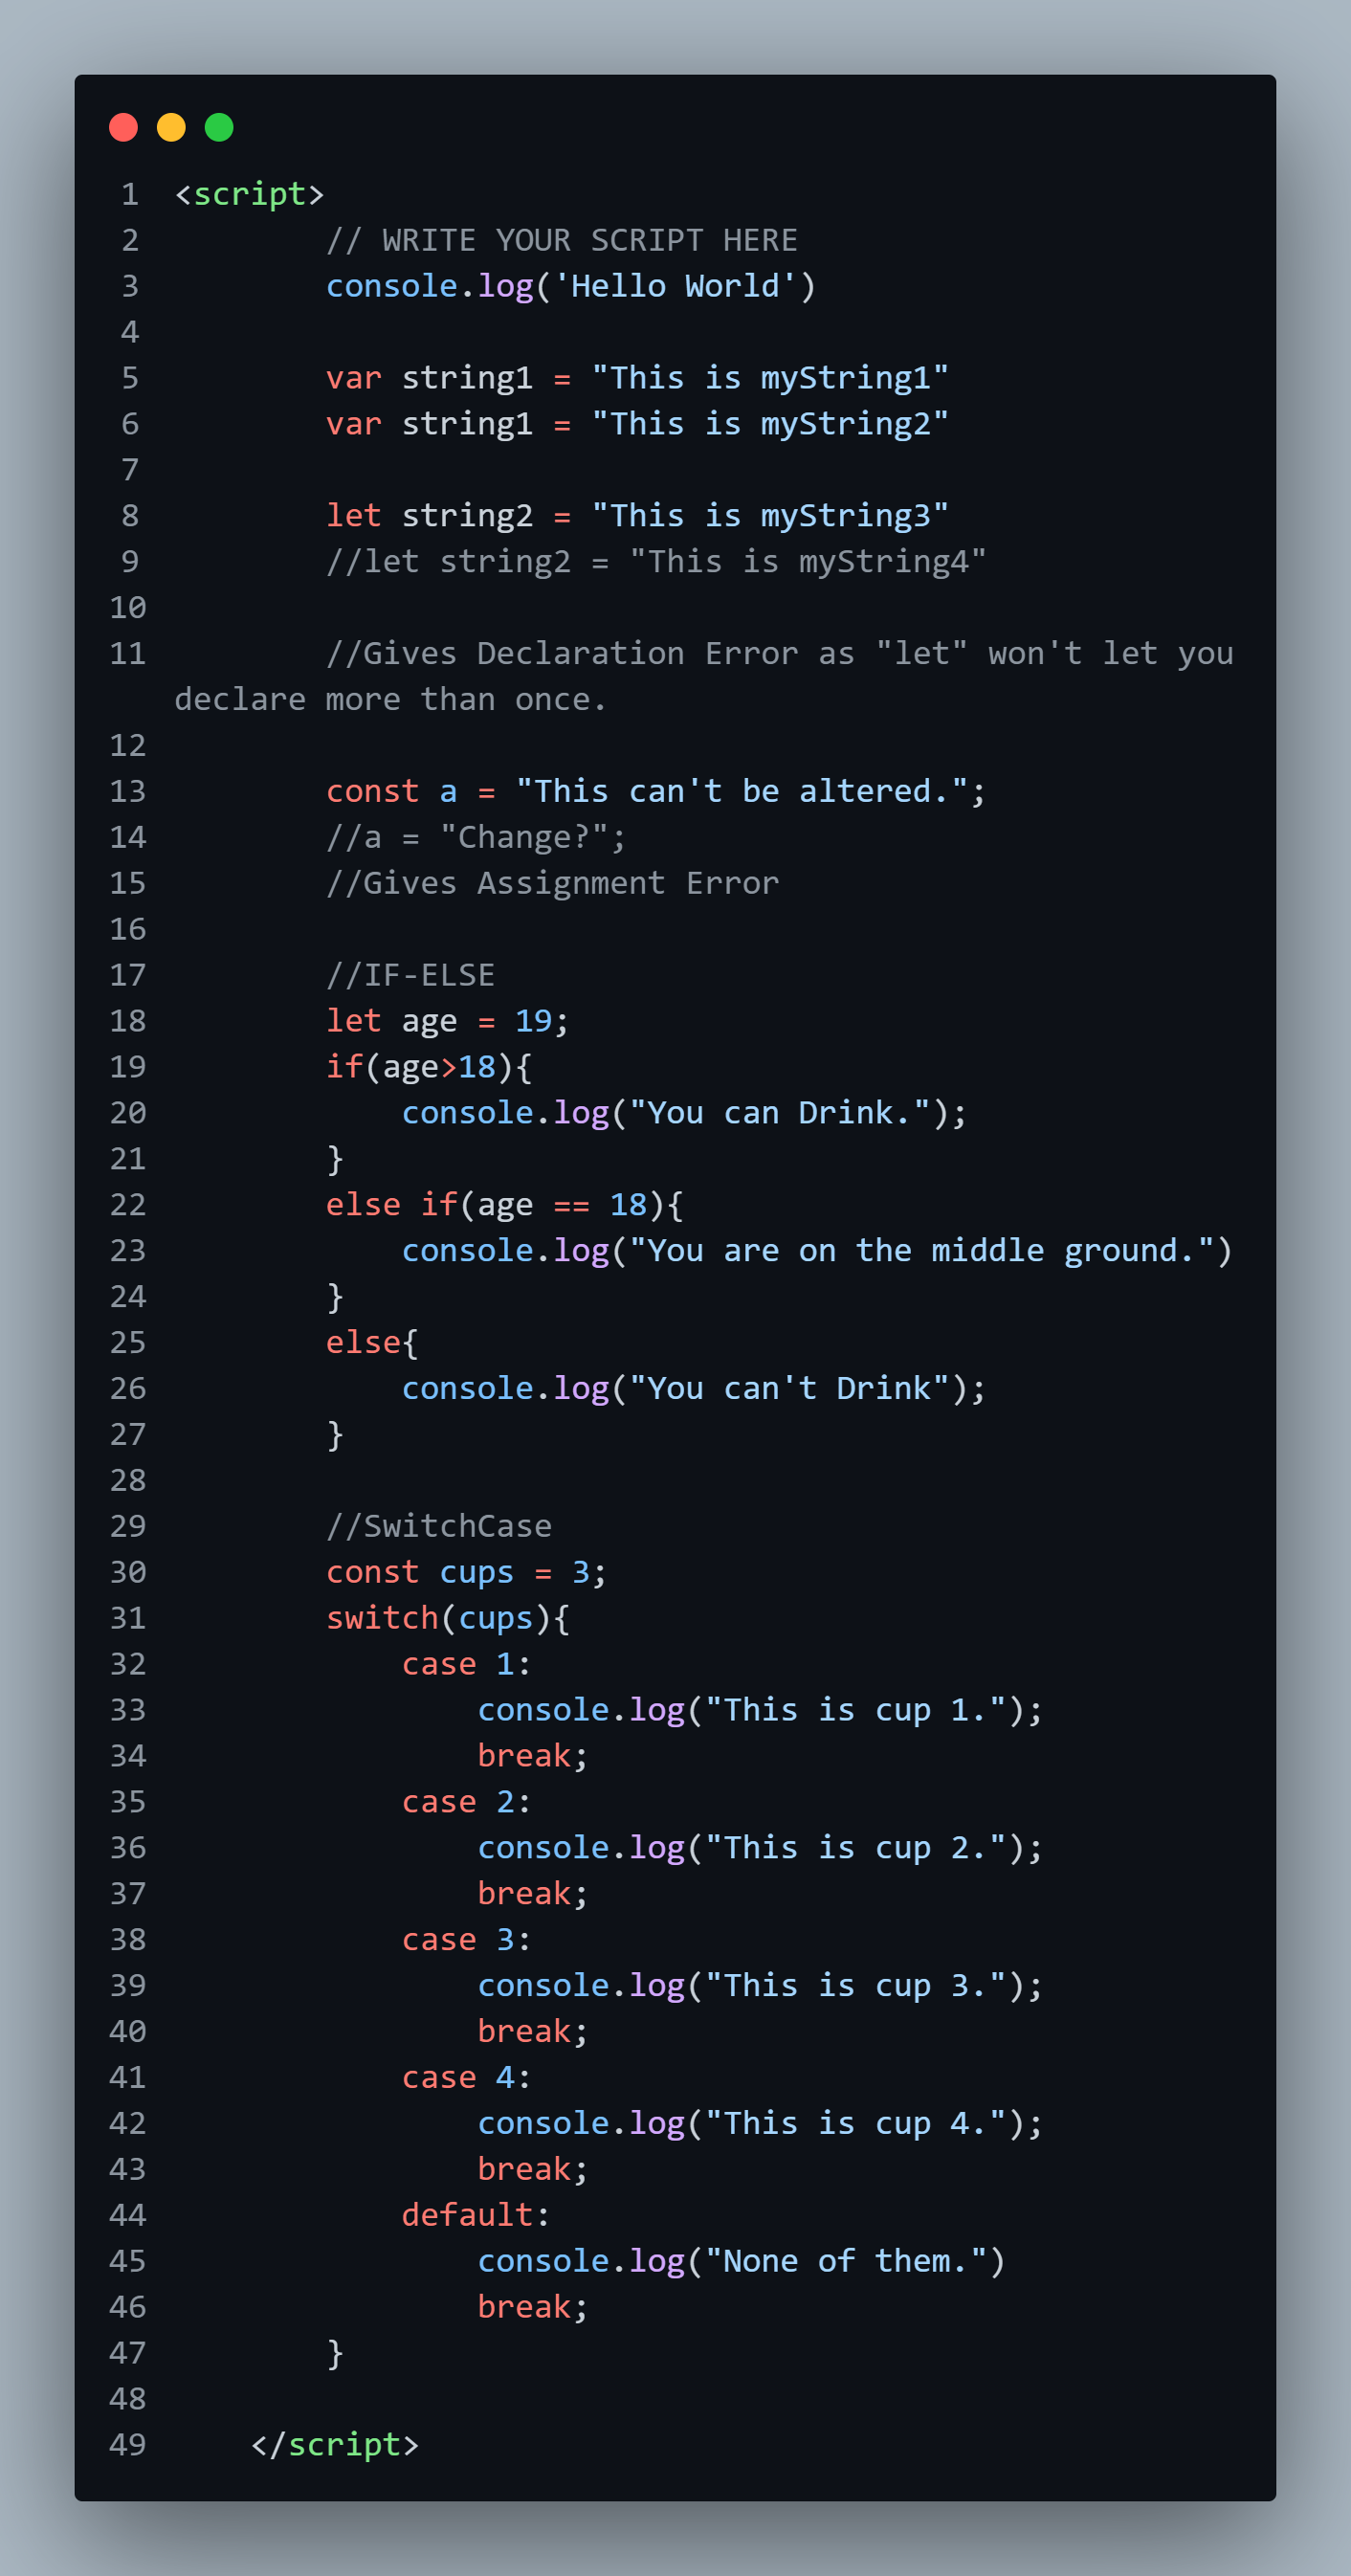 1 <script>
2 // WRITE YOUR SCRIPT HERE
3 console.log('Hello World')
4
5 var string1 = "This is myString1"
6 var string1 = "This is myString2"
7
8 let string2 = "This is myString3"
9 //let string2 = "This is myString4"
10
11 //Gives Declaration Error as "let" won't let you
declare more than once.
12
13 const a = "This can't be altered.";
14 //a = "Change?";
15 //Gives Assignment Error
16
17 //IF-ELSE
18 let age = 19;
19 if(age>18){
20 console.log("You can Drink.");
21 }
22 else if(age == 18){
23 console.log("You are on the middle ground.")
24 }
25 else{
26 console.log("You can't Drink");
27 }
28
29 //SwitchCase
30 const cups = 3;
31 switch(cups){
32 case 1:
33 console.log("This is cup 1.");
34 break;
35 case 2:
36 console.log("This is cup 2.");
37 break;
38 case 3:
39 console.log("This is cup 3.");
40 break;
41 case 4:
42 console.log("This is cup 4.");
43 break;
44 default:
45 console.log("None of them.")
46 break;
47 }
48
49 </script>